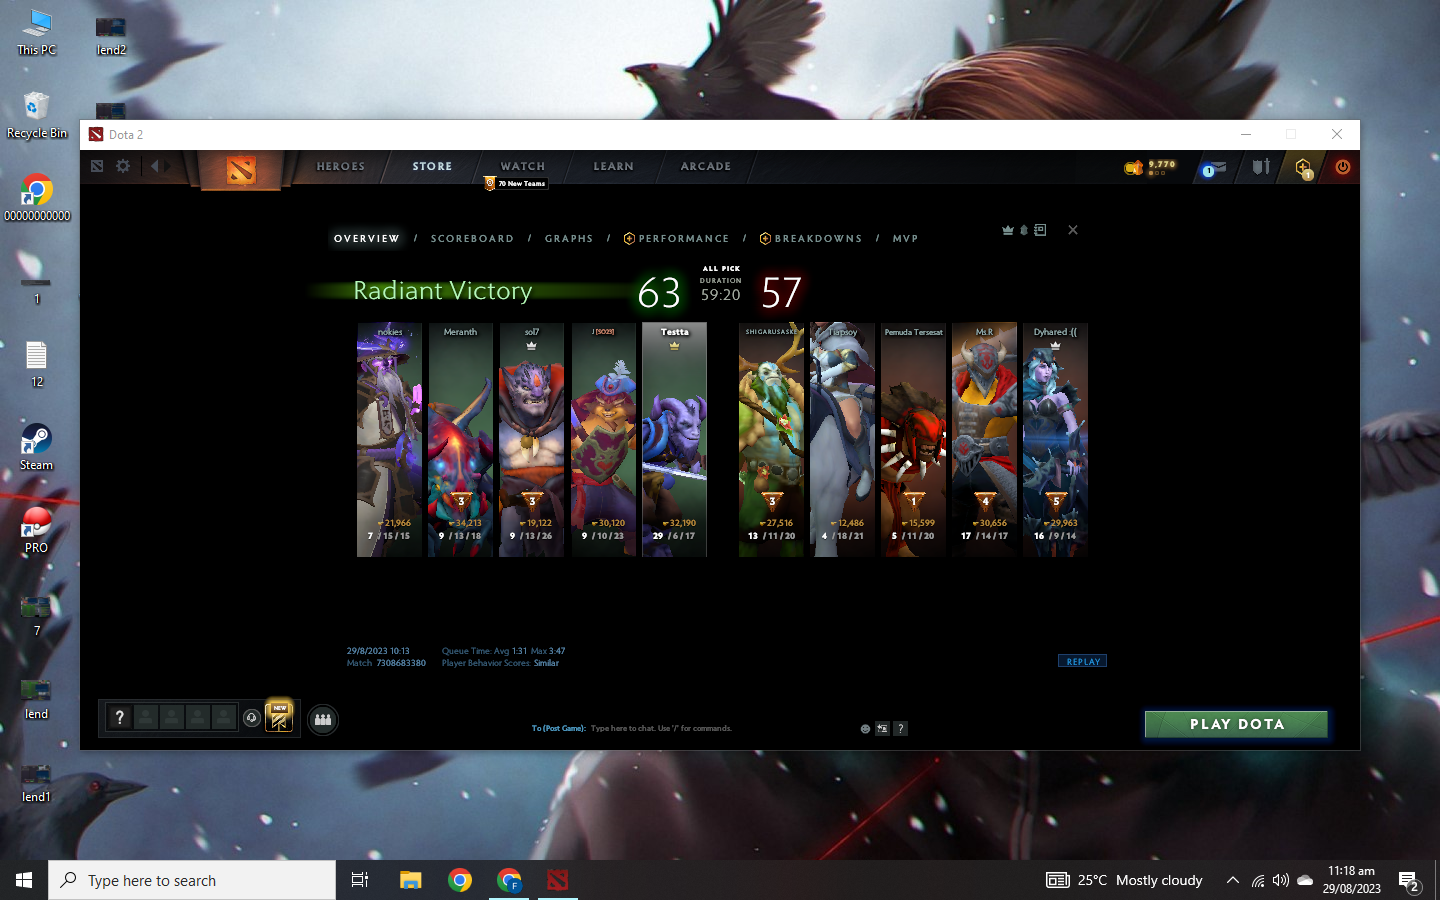 This PC
lend2
Recycle Bin
00000000000
1
12
Steam
PRO
7
lend
lend1
Dota 2
HEROES
STORE
WATCH
LEARN
ARCADE
70 New Teams
9,770
1
1
OVERVIEW / SCOREBOARD / GRAPHS / PERFORMANCE / BREAKDOWNS / MVP
Radiant Victory
63
ALL PICK
DURATION
59:20
57
nokies
Meranth
sol7
J [SO23]
Testta
SHIGARUSASKE
Tiapsoy
Pemuda Tersesat
Ms.R
Dyhared :((
3
3
3
1
4
5
21,966
34,213
19,122
30,120
32,190
27,516
12,486
15,599
30,656
29,963
7 / 15 / 15
9 / 13 / 18
9 / 13 / 26
9 / 10 / 23
29 / 6 / 17
13 / 11 / 20
4 / 18 / 21
5 / 11 / 20
17 / 14 / 17
16 / 9 / 14
29/8/2023 10:13
Queue Time: Avg 1:31 Max 3:47
Match 7308683380
Player Behavior Scores: Similar
REPLAY
?
NEW
To (Post Game): Type here to chat. Use '/' for commands.
?
PLAY DOTA
Type here to search
F
25°C Mostly cloudy
11:18 am
29/08/2023
2